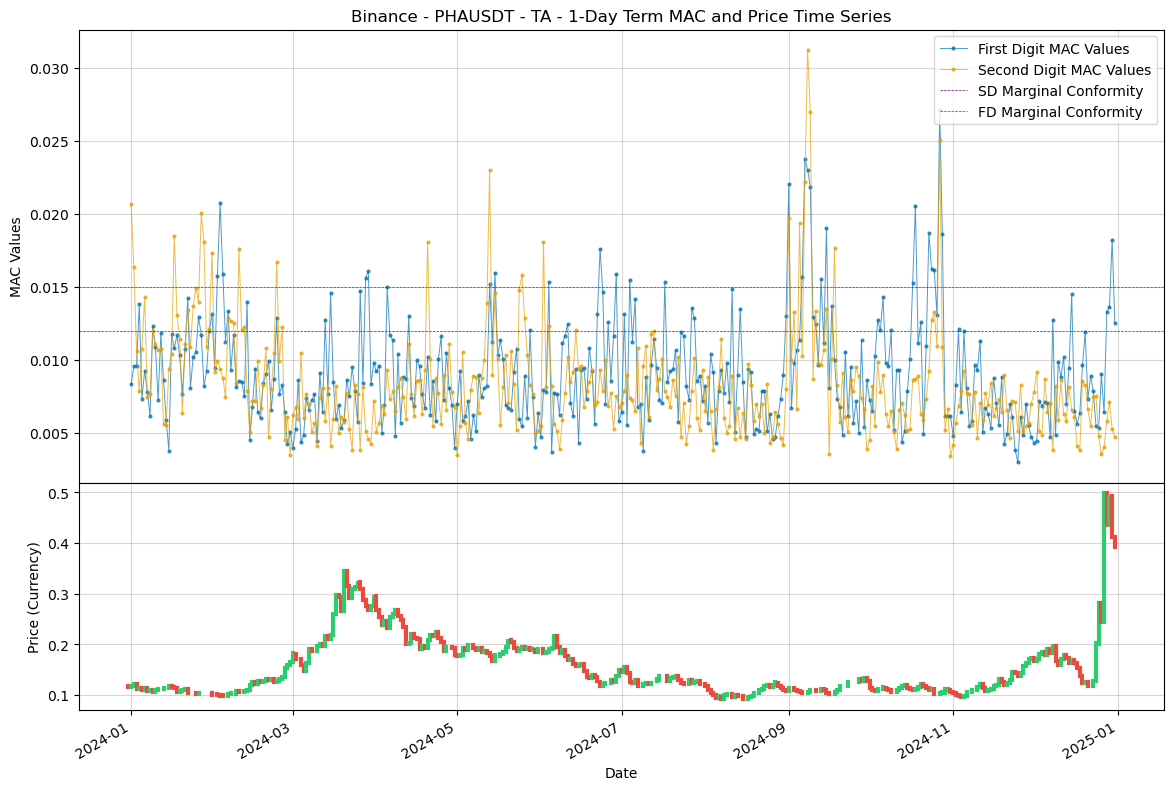 Binance - PHAUSDT - TA - 1-Day Term MAC and Price Time Series
First Digit MAC Values
Second Digit MAC Values
SD Marginal Conformity
FD Marginal Conformity
MAC Values
0.030
0.025
0.020
0.015
0.010
0.005
Price (Currency)
0.5
0.4
0.3
0.2
0.1
2024-01
2024-03
2024-05
2024-07
2024-09
2024-11
2025-01
Date